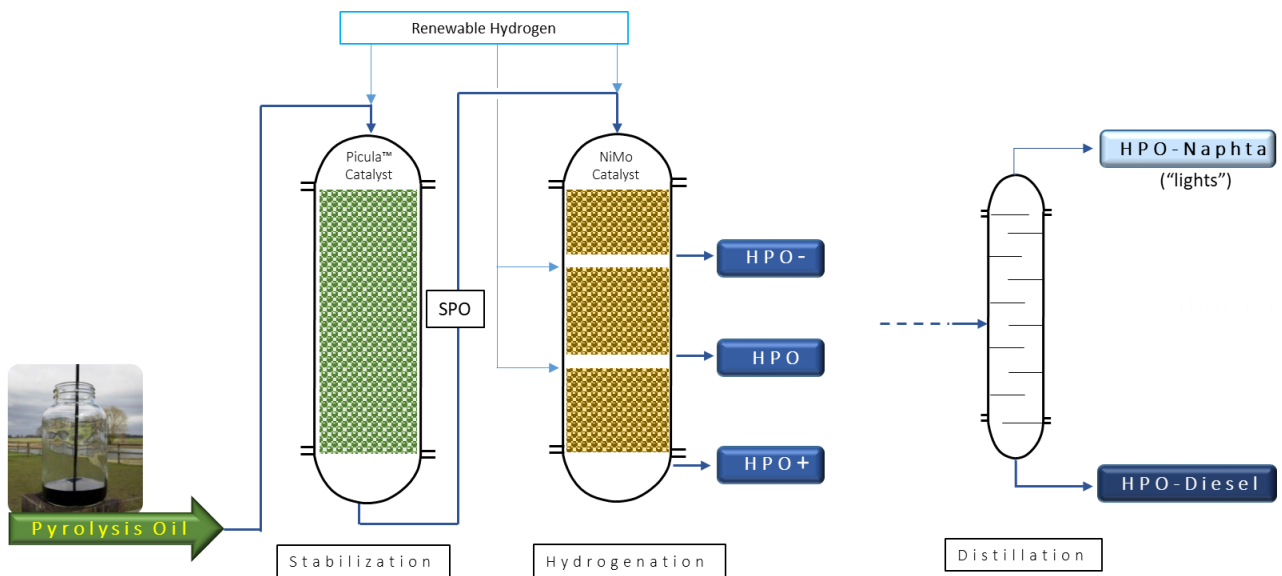 Renewable Hydrogen
Picula™
Catalyst
NiMo
Catalyst
HPO-Naphta
(“lights”)
HPO-
SPO
HPO
HPO+
Pyrolysis Oil
HPO-Diesel
Stabilization
Hydrogenation
Distillation